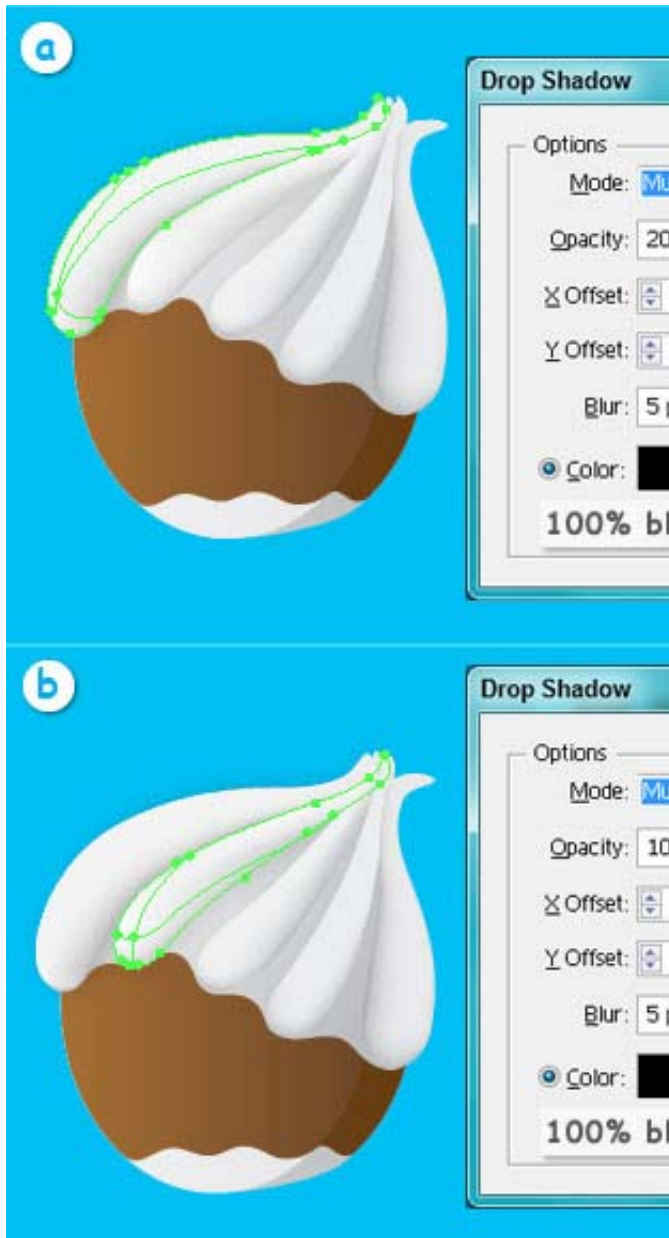 a
Drop Shadow
Options
Mode: Mu
Opacity: 20
X Offset:
Y Offset:
Blur: 5 p
Color:
100% bl
b
Drop Shadow
Options
Mode: Mu
Opacity: 10
X Offset:
Y Offset:
Blur: 5 p
Color:
100% bl